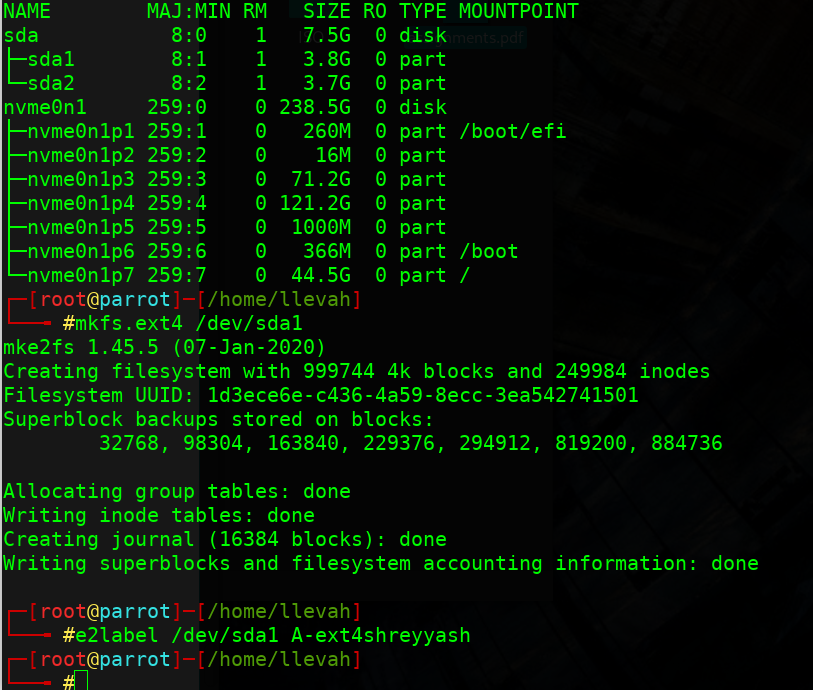 NAME        MAJ:MIN RM   SIZE RO TYPE MOUNTPOINT
sda           8:0    1   7.5G  0 disk
├─sda1        8:1    1   3.8G  0 part
└─sda2        8:2    1   3.7G  0 part
nvme0n1     259:0    0 238.5G  0 disk
├─nvme0n1p1 259:1    0   260M  0 part /boot/efi
├─nvme0n1p2 259:2    0    16M  0 part
├─nvme0n1p3 259:3    0  71.2G  0 part
├─nvme0n1p4 259:4    0 121.2G  0 part
├─nvme0n1p5 259:5    0  1000M  0 part
├─nvme0n1p6 259:6    0   366M  0 part /boot
└─nvme0n1p7 259:7    0  44.5G  0 part /
┌─[root@parrot]─[/home/llevah]
└──╼ #mkfs.ext4 /dev/sda1
mke2fs 1.45.5 (07-Jan-2020)
Creating filesystem with 999744 4k blocks and 249984 inodes
Filesystem UUID: 1d3ece6e-c436-4a59-8ecc-3ea542741501
Superblock backups stored on blocks:
        32768, 98304, 163840, 229376, 294912, 819200, 884736
Allocating group tables: done
Writing inode tables: done
Creating journal (16384 blocks): done
Writing superblocks and filesystem accounting information: done
┌─[root@parrot]─[/home/llevah]
└──╼ #e2label /dev/sda1 A-ext4shreyyash
┌─[root@parrot]─[/home/llevah]
└──╼ #